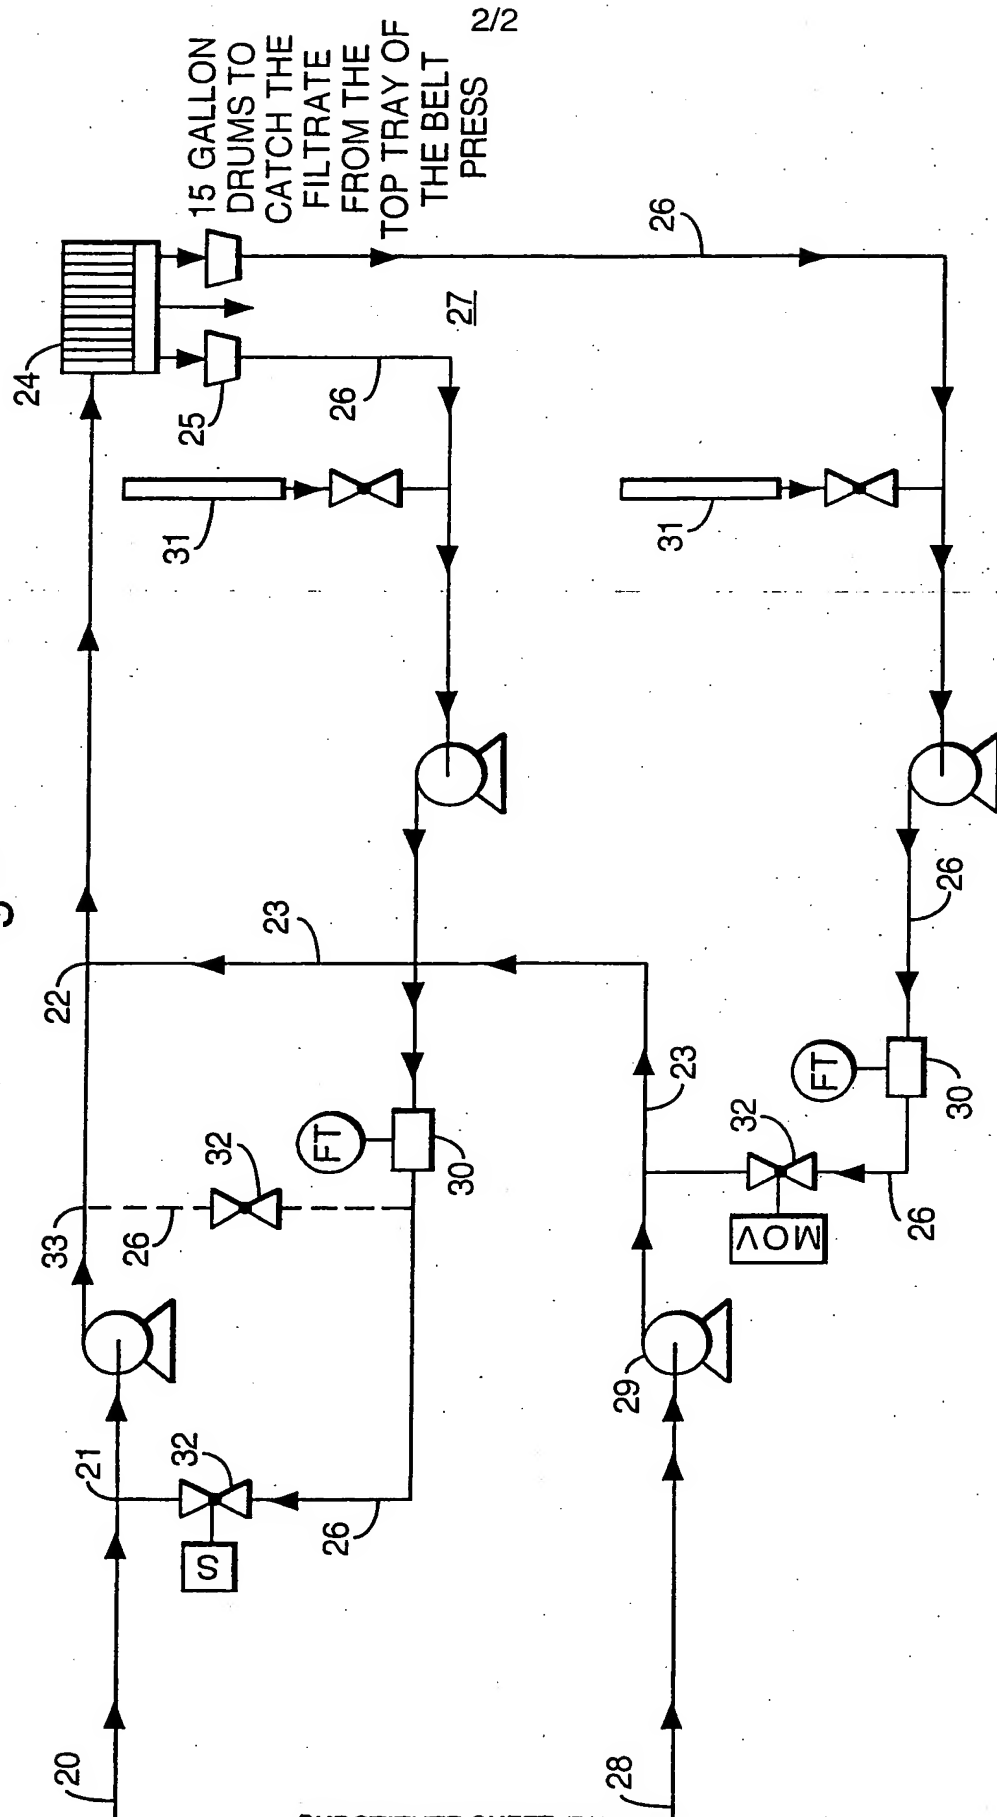 2/2
15 GALLON
DRUMS TO
CATCH THE
FILTRATE
FROM THE
TOP TRAY OF
THE BELT
PRESS
24
25
26
27
26
31
31
22
23
33
26
32
FT
30
26
21
32
S
26
23
FT
30
32
MOV
26
29
20
28